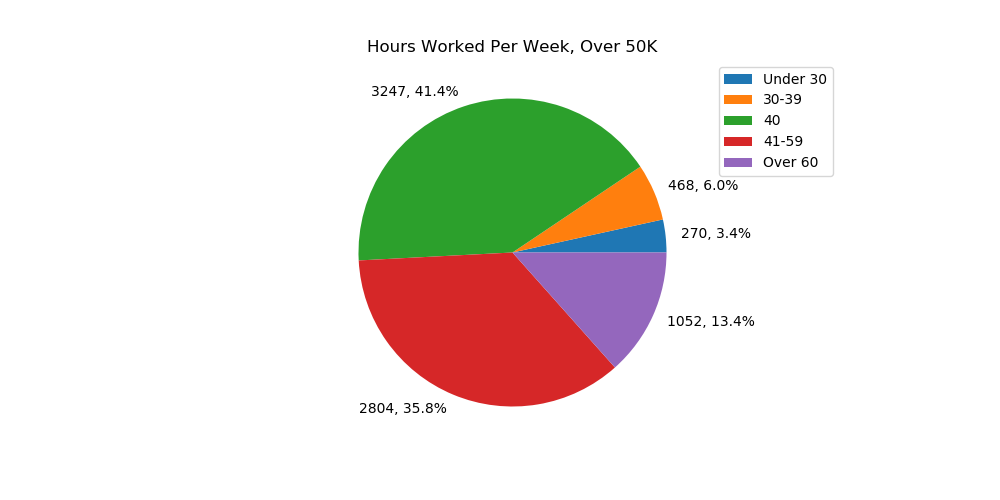 Hours Worked Per Week, Over 50K
Under 30
30-39
40
41-59
Over 60
3247, 41.4%
468, 6.0%
270, 3.4%
1052, 13.4%
2804, 35.8%